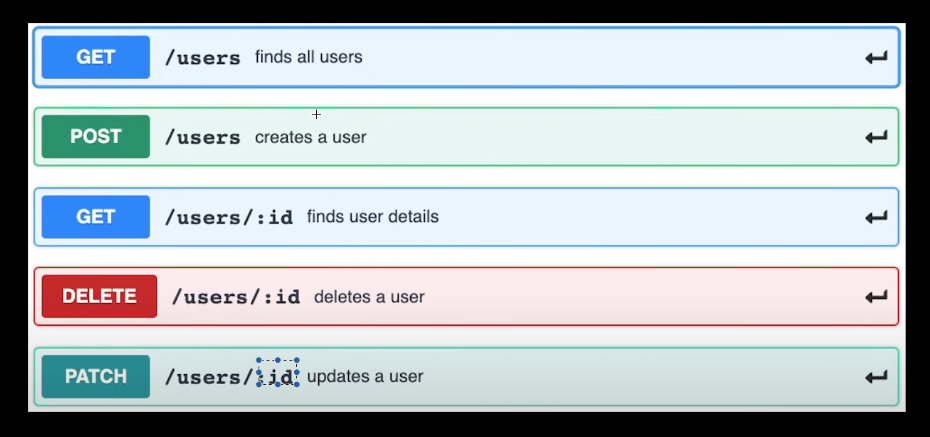 GET /users finds all users
POST /users creates a user
GET /users/:id finds user details
DELETE /users/:id deletes a user
PATCH /users/:id updates a user